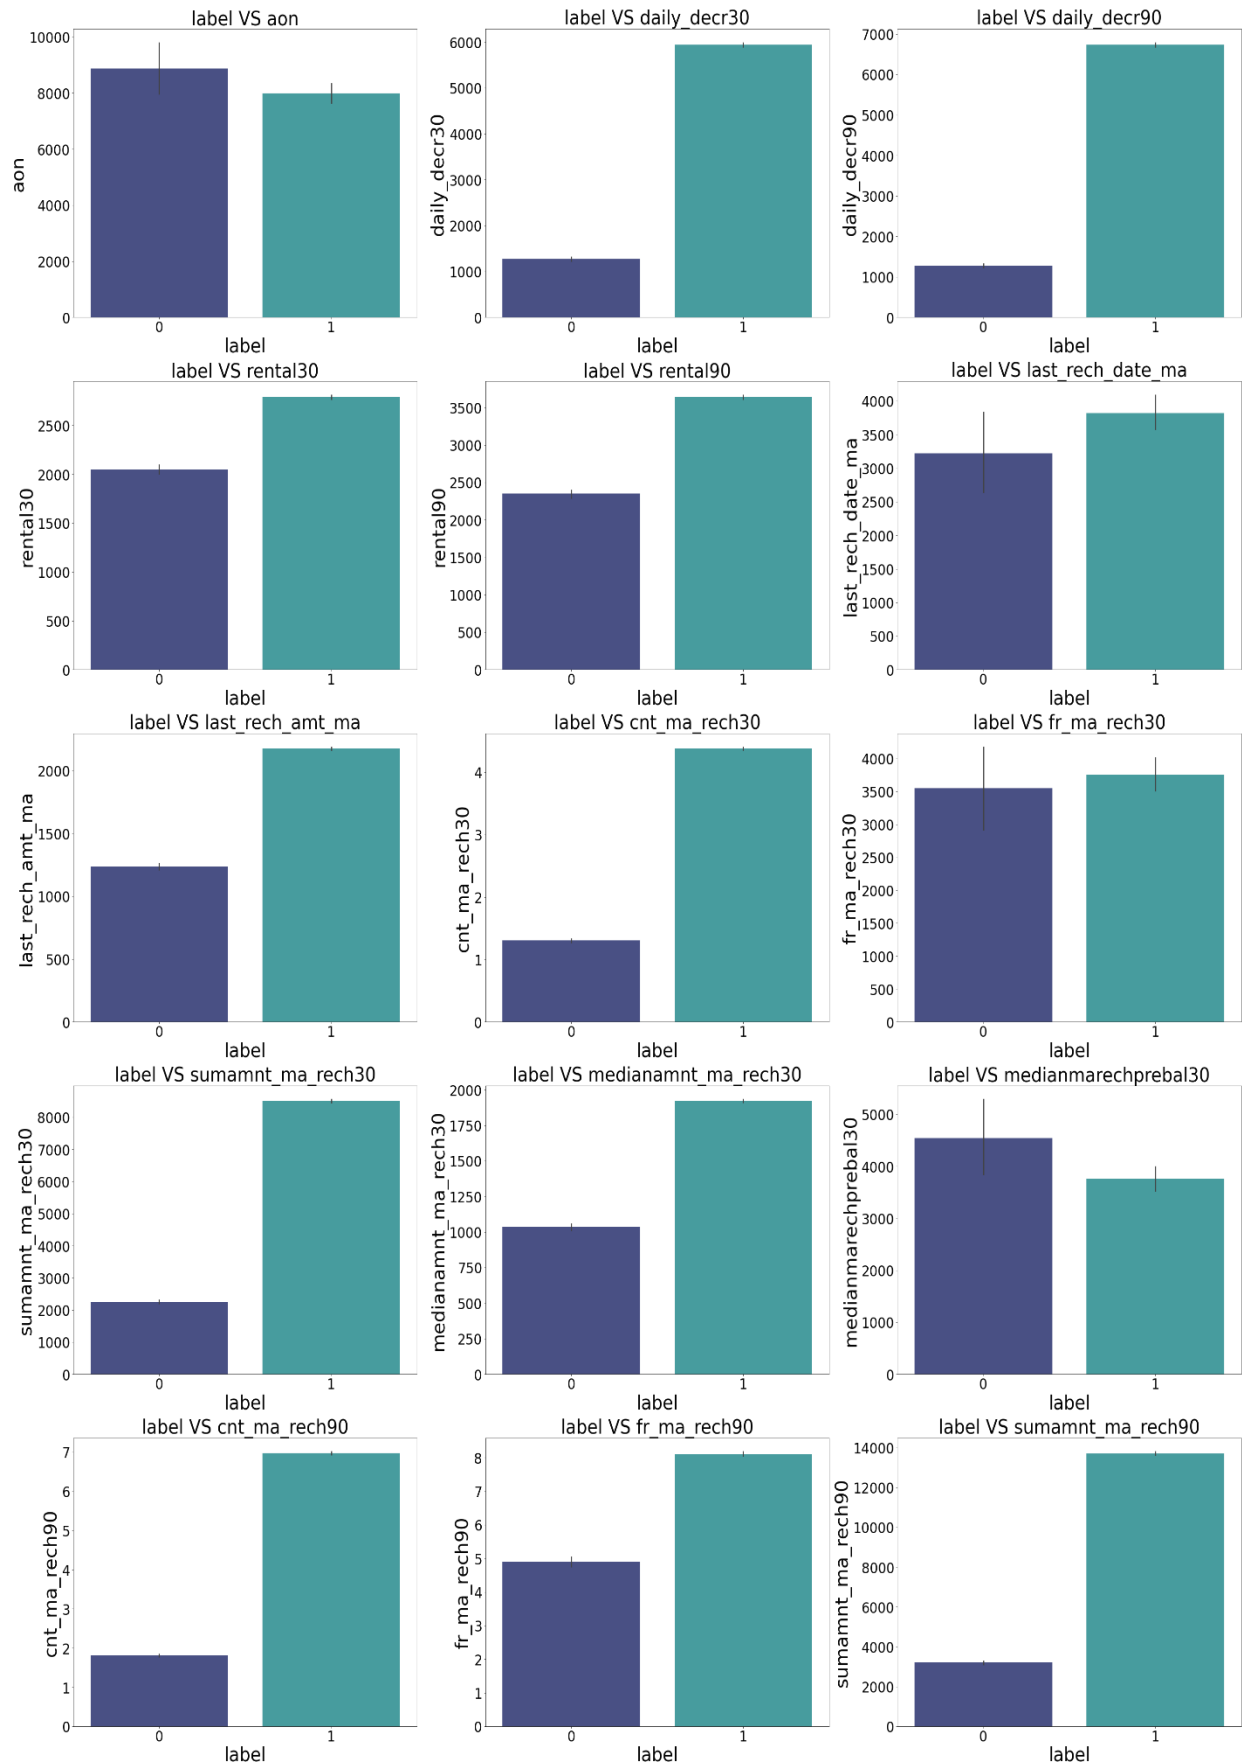 label VS aon
aon
10000
8000
6000
4000
2000
0
0 1
label
label VS daily_decr30
daily_decr30
6000
5000
4000
3000
2000
1000
0
0 1
label
label VS daily_decr90
daily_decr90
7000
6000
5000
4000
3000
2000
1000
0
0 1
label
label VS rental30
rental30
2500
2000
1500
1000
500
0
0 1
label
label VS rental90
rental90
3500
3000
2500
2000
1500
1000
500
0
0 1
label
label VS last_rech_date_ma
last_rech_date_ma
4000
3500
3000
2500
2000
1500
1000
500
0
0 1
label
label VS last_rech_amt_ma
last_rech_amt_ma
2000
1500
1000
500
0
0 1
label
label VS cnt_ma_rech30
cnt_ma_rech30
4
3
2
1
0
0 1
label
label VS fr_ma_rech30
fr_ma_rech30
4000
3500
3000
2500
2000
1500
1000
500
0
0 1
label
label VS sumamnt_ma_rech30
sumamnt_ma_rech30
8000
7000
6000
5000
4000
3000
2000
1000
0
0 1
label
label VS medianamnt_ma_rech30
medianamnt_ma_rech30
2000
1750
1500
1250
1000
750
500
250
0
0 1
label
label VS medianmarechprebal30
medianmarechprebal30
5000
4000
3000
2000
1000
0
0 1
label
label VS cnt_ma_rech90
cnt_ma_rech90
7
6
5
4
3
2
1
0
0 1
label
label VS fr_ma_rech90
fr_ma_rech90
8
7
6
5
4
3
2
1
0
0 1
label
label VS sumamnt_ma_rech90
sumamnt_ma_rech90
14000
12000
10000
8000
6000
4000
2000
0
0 1
label